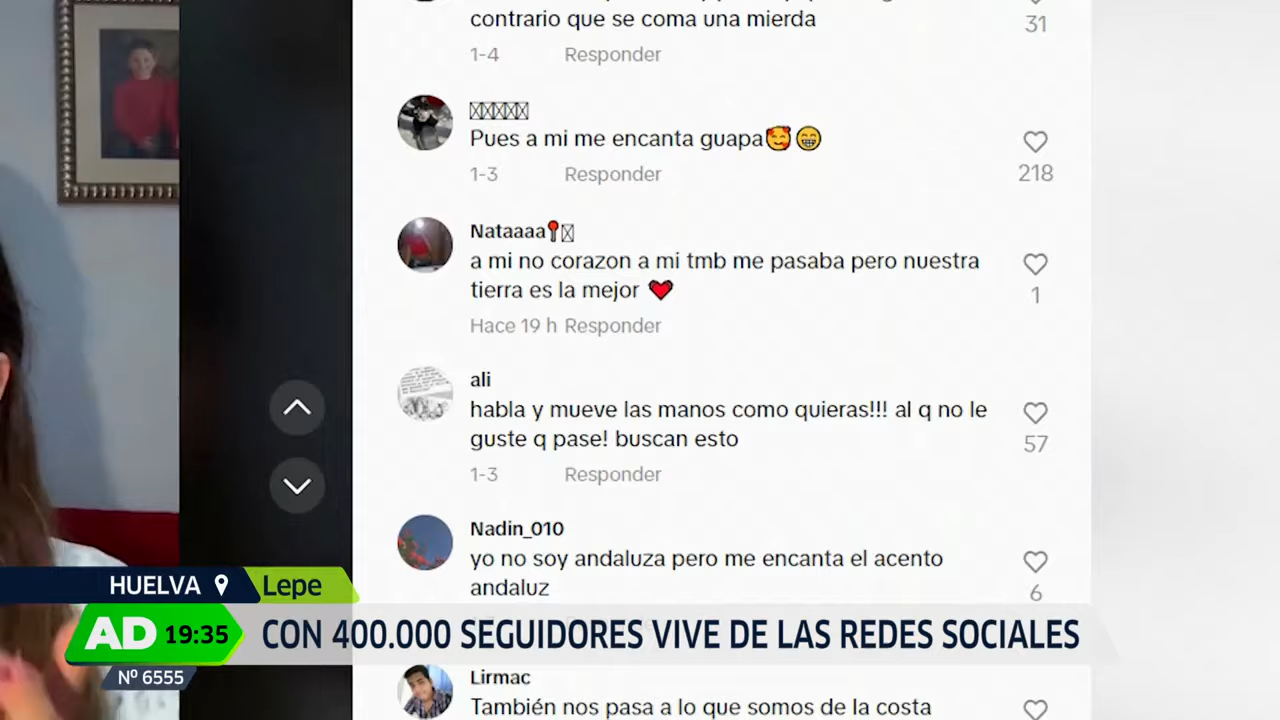 contrario que se coma una mierda
31
1-4 Responder
Pues a mi me encanta guapa🥰😁
1-3 Responder
218
Nataaaa📍
a mi no corazon a mi tmb me pasaba pero nuestra
tierra es la mejor ❤️
1
Hace 19 h Responder
ali
habla y mueve las manos como quieras!!! al q no le
guste q pase! buscan esto
57
1-3 Responder
Nadin_010
yo no soy andaluza pero me encanta el acento
andaluz
6
HUELVA Lepe
AD 19:35 CON 400.000 SEGUIDORES VIVE DE LAS REDES SOCIALES
Nº 6555
Lirmac
También nos pasa a lo que somos de la costa